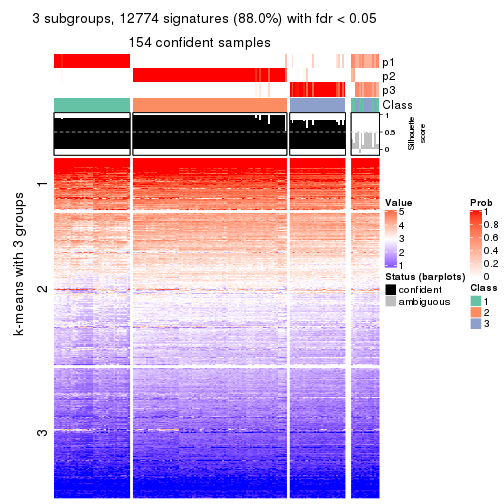 3 subgroups, 12774 signatures (88.0%) with fdr < 0.05
154 confident samples
p1
p2
p3
Class
1
0.5
0
Silhouette
score
k-means with 3 groups
1
2
3
Value
5
4
3
2
1
Status (barplots)
confident
ambiguous
Prob
1
0.8
0.6
0.4
0.2
0
Class
1
2
3